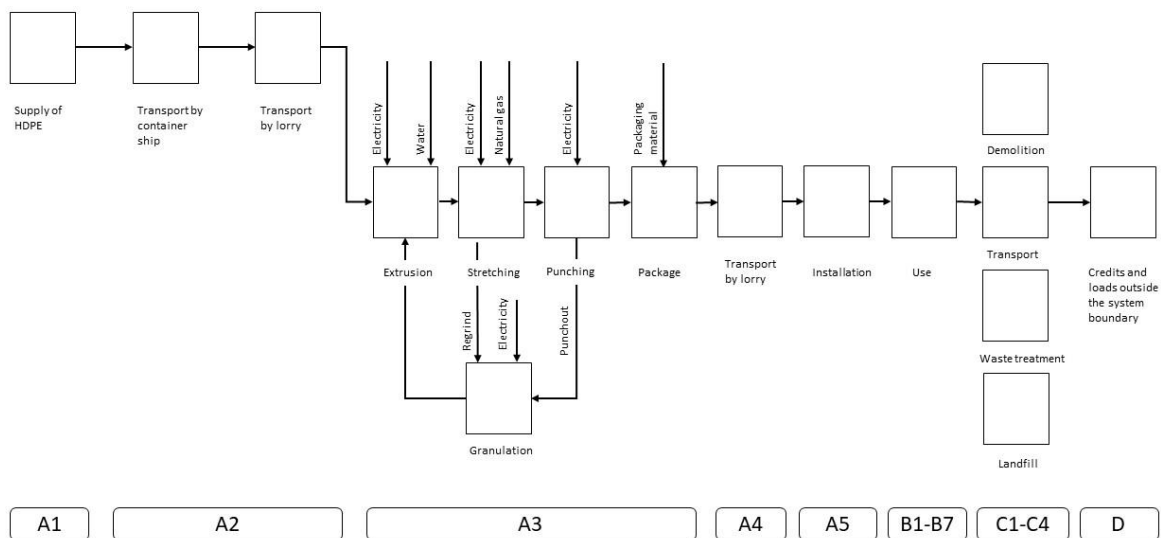 Supply of
HDPE
Transport by
container
ship
Transport
by lorry
Electricity
Water
Electricity
Natural gas
Electricity
Packaging
material
Extrusion
Stretching
Punching
Package
Transport
by lorry
Installation
Use
Demolition
Transport
Waste treatment
Landfill
Credits and
loads outside
the system
boundary
Regrind
Electricity
Punchout
Granulation
A1
A2
A3
A4
A5
B1-B7
C1-C4
D